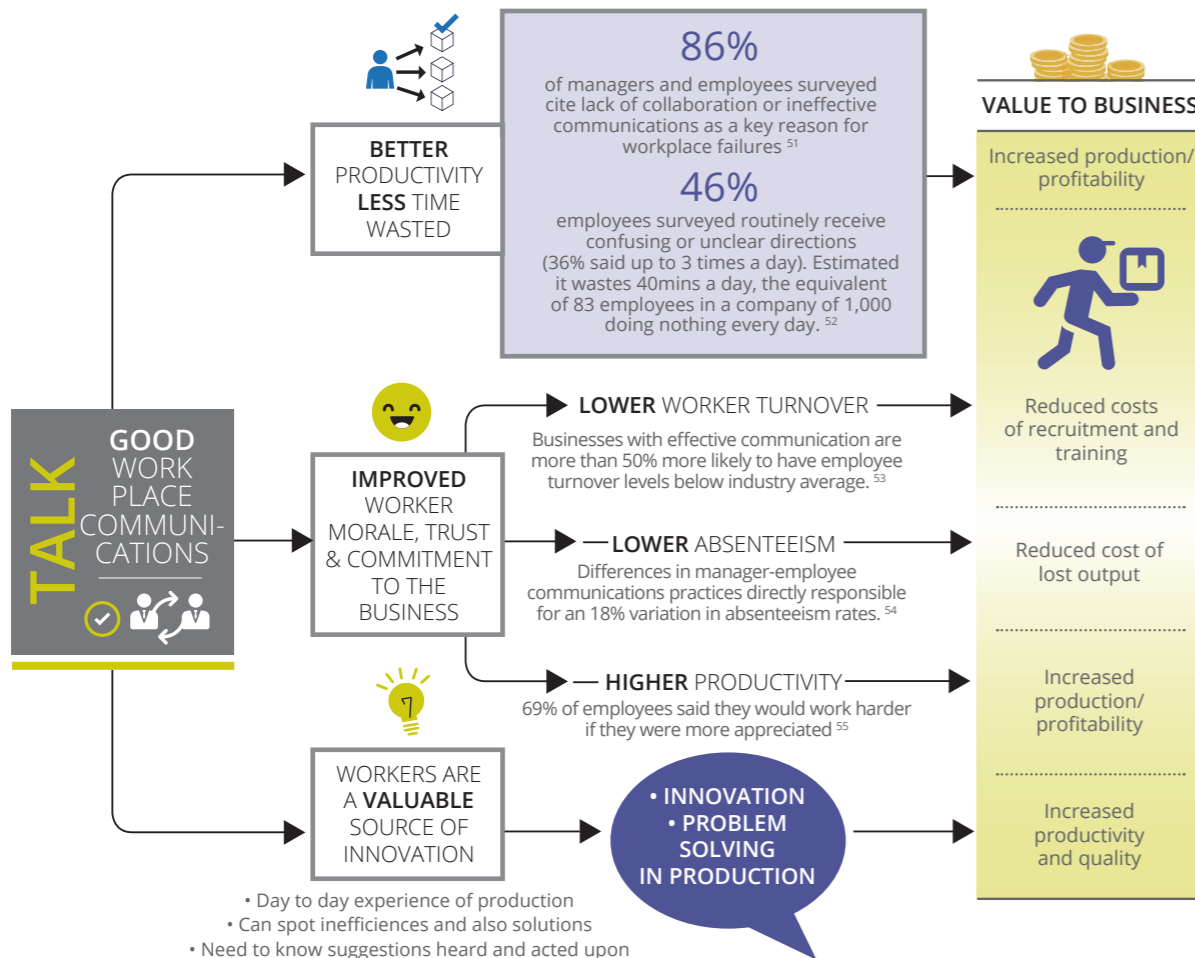 TALK
GOOD
WORK
PLACE
COMMUNI-
CATIONS
BETTER
PRODUCTIVITY
LESS TIME
WASTED
86%
of managers and employees surveyed
cite lack of collaboration or ineffective
communications as a key reason for
workplace failures 51
46%
employees surveyed routinely receive
confusing or unclear directions
(36% said up to 3 times a day). Estimated
it wastes 40mins a day, the equivalent
of 83 employees in a company of 1,000
doing nothing every day. 52
IMPROVED
WORKER
MORALE, TRUST
& COMMITMENT
TO THE
BUSINESS
LOWER WORKER TURNOVER
Businesses with effective communication are
more than 50% more likely to have employee
turnover levels below industry average. 53
LOWER ABSENTEEISM
Differences in manager-employee
communications practices directly responsible
for an 18% variation in absenteeism rates. 54
HIGHER PRODUCTIVITY
69% of employees said they would work harder
if they were more appreciated 55
WORKERS ARE
A VALUABLE
SOURCE OF
INNOVATION
• Day to day experience of production
• Can spot inefficiences and also solutions
• Need to know suggestions heard and acted upon
• INNOVATION
• PROBLEM
SOLVING
IN PRODUCTION
VALUE TO BUSINESS
Increased production/
profitability
Reduced costs
of recruitment and
training
Reduced cost of
lost output
Increased
production/
profitability
Increased
productivity
and quality